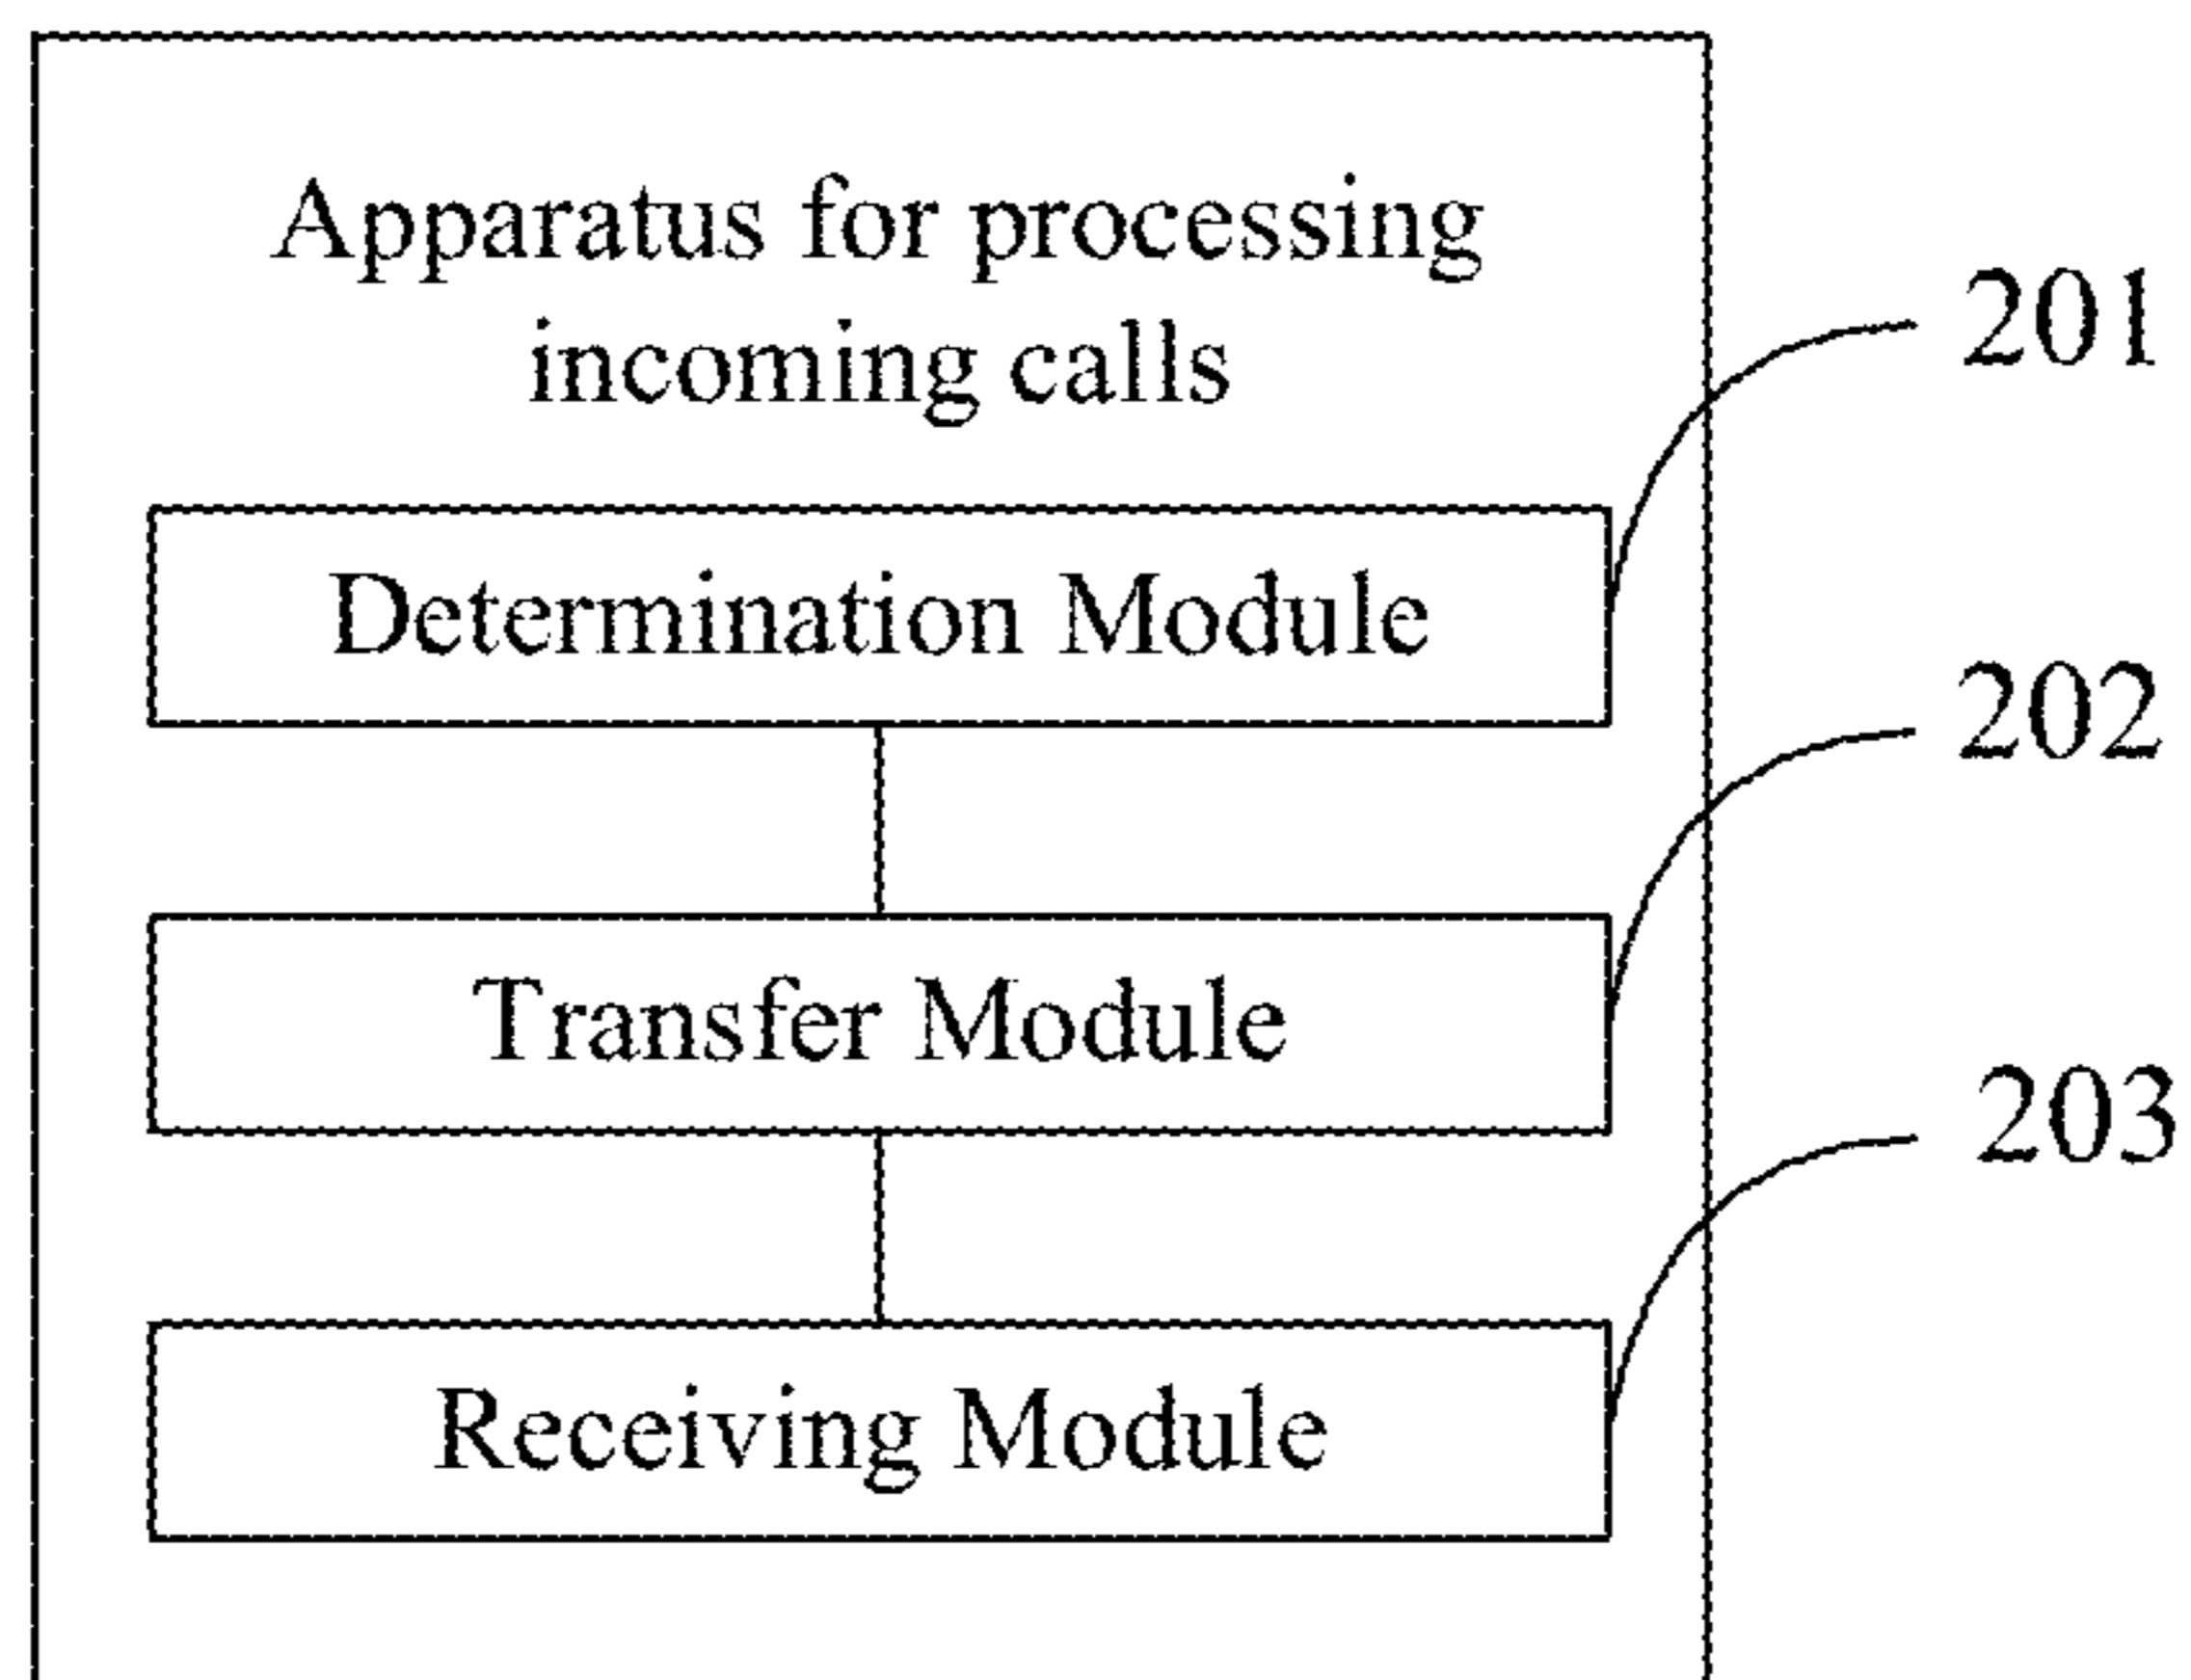 Apparatus for processing
incoming calls
201
Determination Module
202
Transfer Module
203
Receiving Module